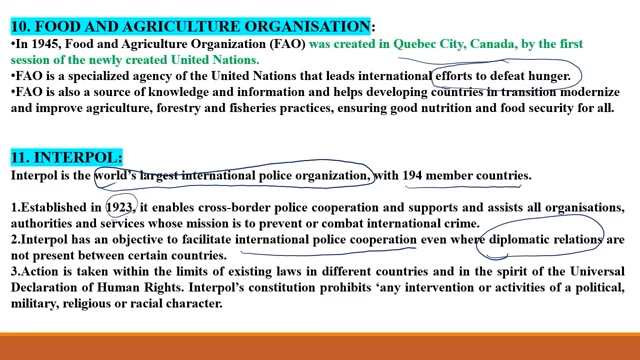 10. FOOD AND AGRICULTURE ORGANISATION:
•In 1945, Food and Agriculture Organization (FAO) was created in Quebec City, Canada, by the first
session of the newly created United Nations.
•FAO is a specialized agency of the United Nations that leads international efforts to defeat hunger.
•FAO is also a source of knowledge and information and helps developing countries in transition modernize
and improve agriculture, forestry and fisheries practices, ensuring good nutrition and food security for all.
11. INTERPOL:
Interpol is the world's largest international police organization, with 194 member countries.
1.Established in 1923, it enables cross-border police cooperation and supports and assists all organisations,
authorities and services whose mission is to prevent or combat international crime.
2.Interpol has an objective to facilitate international police cooperation even where diplomatic relations are
not present between certain countries.
3.Action is taken within the limits of existing laws in different countries and in the spirit of the Universal
Declaration of Human Rights. Interpol's constitution prohibits 'any intervention or activities of a political,
military, religious or racial character.